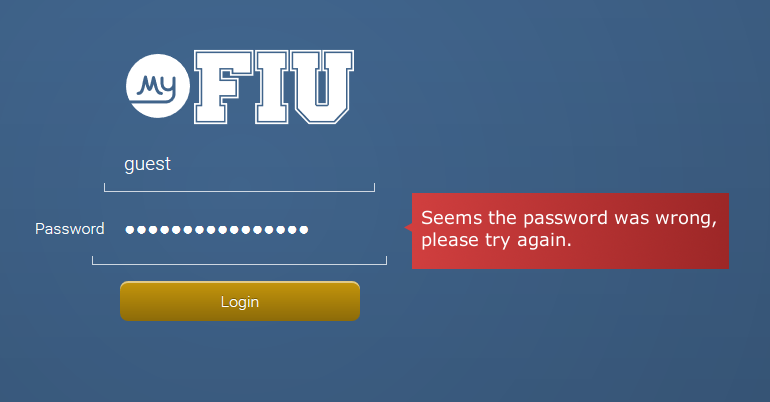 My FIU
guest
Password ●●●●●●●●●●●●●●●●
Seems the password was wrong,
please try again.
Login